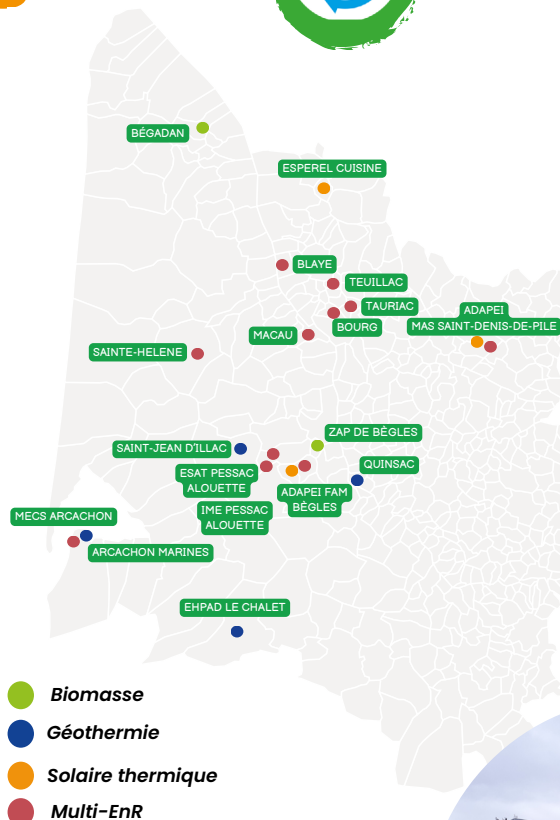 BÉGADAN
ESPEREL CUISINE
BLAYE
TEUILLAC
TAURIAC
BOURG
MACAU
ADAPEI
MAS SAINT-DENIS-DE-PILE
SAINTE-HELENE
ZAP DE BÈGLES
SAINT-JEAN D'ILLAC
QUINSAC
ESAT PESSAC
ALOUETTE
ADAPEI FAM
BÈGLES
IME PESSAC
ALOUETTE
MECS ARCACHON
ARCACHON MARINES
EHPAD LE CHALET
Biomasse
Géothermie
Solaire thermique
Multi-EnR